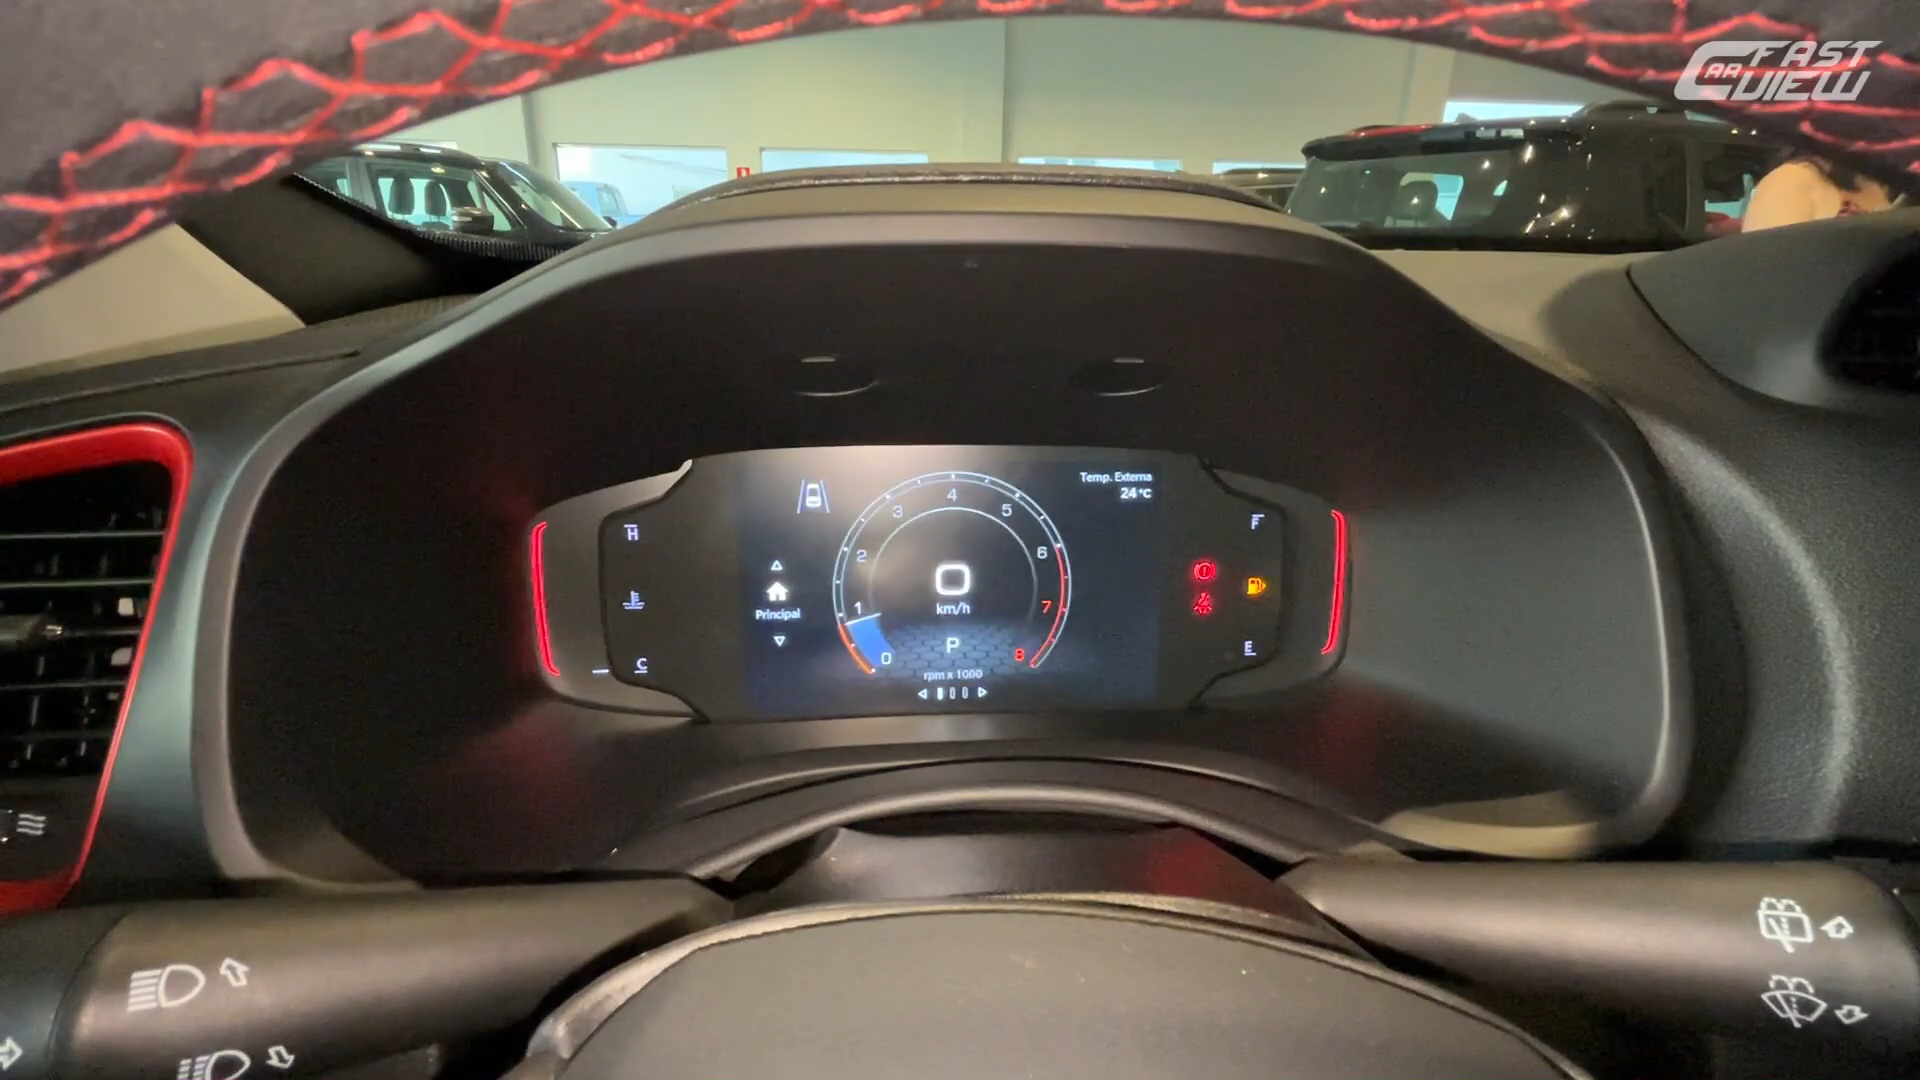 CAR FAST VIEW
Temp. Externa
24°C
H
C
Principal
0
1
2
3
4
5
6
7
8
0
km/h
P
rpm x 1000
F
E